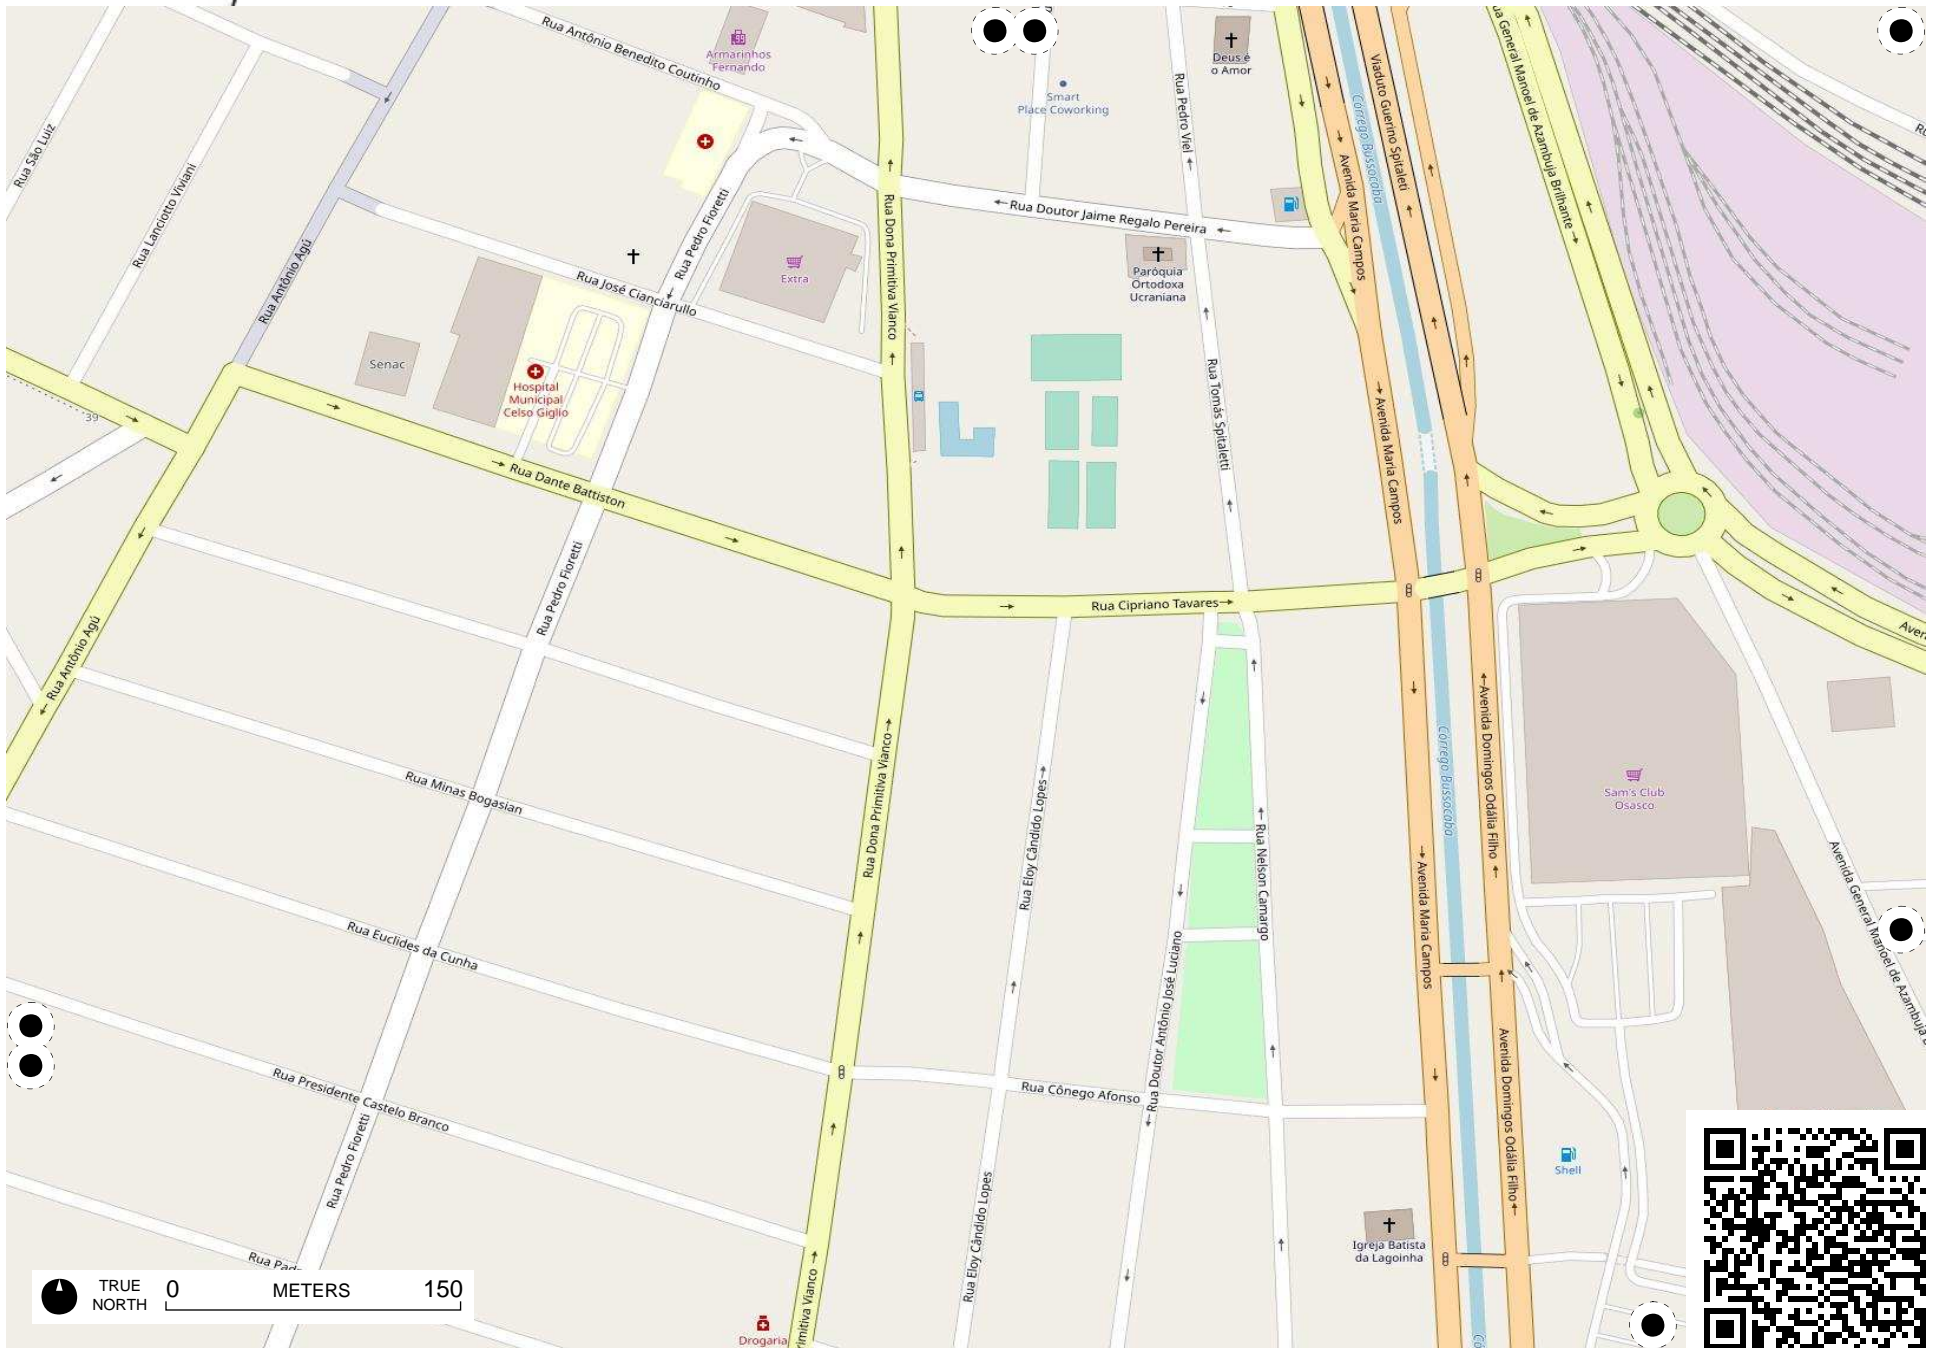 Rua Antônio Benedito Coutinho
Armarinhos
Fernando
Deus é
o Amor
Smart
Place Coworking
Rua São Luiz
Rua Lanciotto Viviani
Rua Antônio Agú
Rua Pedro Fioretti
Rua José Cianciarullo
Extra
Rua Dona Primitiva Vianco
Rua Doutor Jaime Regalo Pereira
Rua Pedro Viel
Paróquia
Ortodoxa
Ucraniana
Avenida Maria Campos
Córrego Bussocaba
Viaduto Guerino Spitaleti
Rua General Manoel de Azambuja Brilhante
Senac
Hospital
Municipal
Celso Giglio
39
Rua Dante Battiston
Rua Tomás Spitaletti
Avenida Maria Campos
Rua Cipriano Tavares
Rua Pedro Fioretti
Rua Antônio Agú
Aven
Rua Minas Bogasian
Rua Dona Primitiva Vianco
Rua Eloy Cândido Lopes
Rua Nelson Camargo
Córrego Bussocaba
Avenida Domingos Odália Filho
Sam's Club
Osasco
Avenida General Manoel de Azambuja
Avenida Maria Campos
Rua Euclides da Cunha
Rua Doutor Antônio José Luciano
Rua Presidente Castelo Branco
Rua Cônego Afonso
Rua Pedro Fioretti
Rua Eloy Cândido Lopes
Avenida Domingos Odália Filho
Shell
Igreja Batista
da Lagoinha
Rua Pad
Drogaria
imitiva Vianco
TRUE
NORTH
0 METERS 150